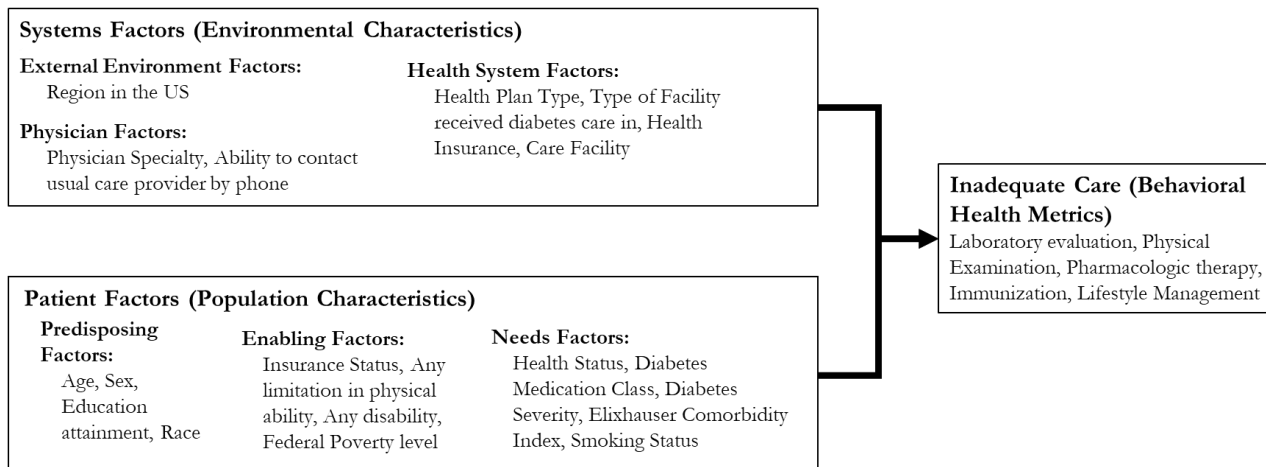 Systems Factors (Environmental Characteristics)
External Environment Factors:
Region in the US
Physician Factors:
Physician Specialty, Ability to contact
usual care provider by phone
Health System Factors:
Health Plan Type, Type of Facility
received diabetes care in, Health
Insurance, Care Facility
Patient Factors (Population Characteristics)
Predisposing
Factors:
Age, Sex,
Education
attainment, Race
Enabling Factors:
Insurance Status, Any
limitation in physical
ability, Any disability,
Federal Poverty level
Needs Factors:
Health Status, Diabetes
Medication Class, Diabetes
Severity, Elixhauser Comorbidity
Index, Smoking Status
Inadequate Care (Behavioral
Health Metrics)
Laboratory evaluation, Physical
Examination, Pharmacologic therapy,
Immunization, Lifestyle Management